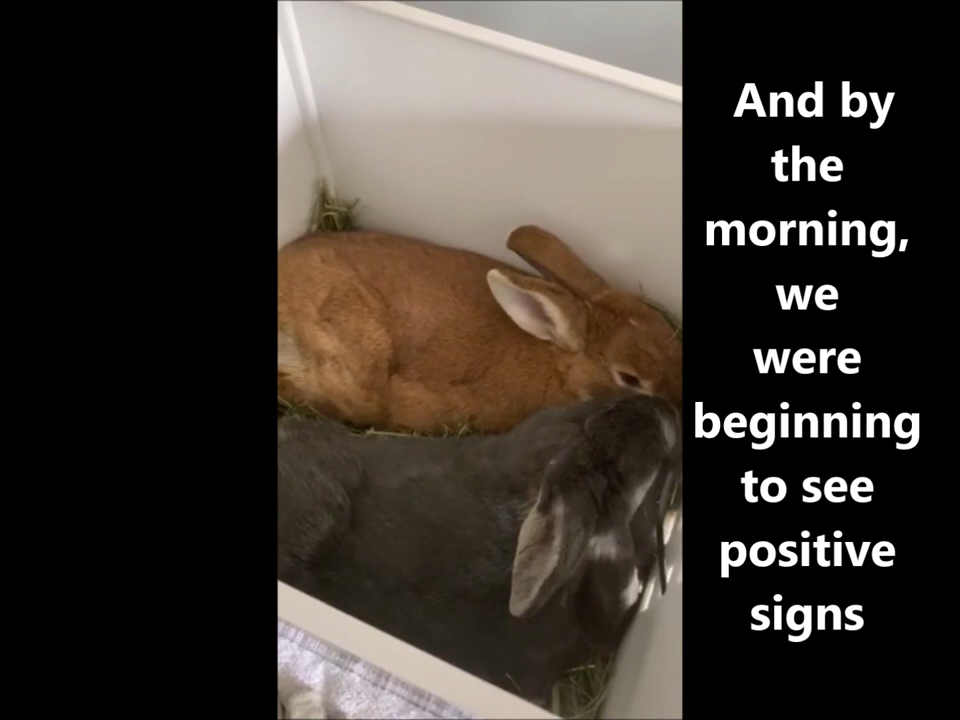 And by
the
morning,
we
were
beginning
to see
positive
signs